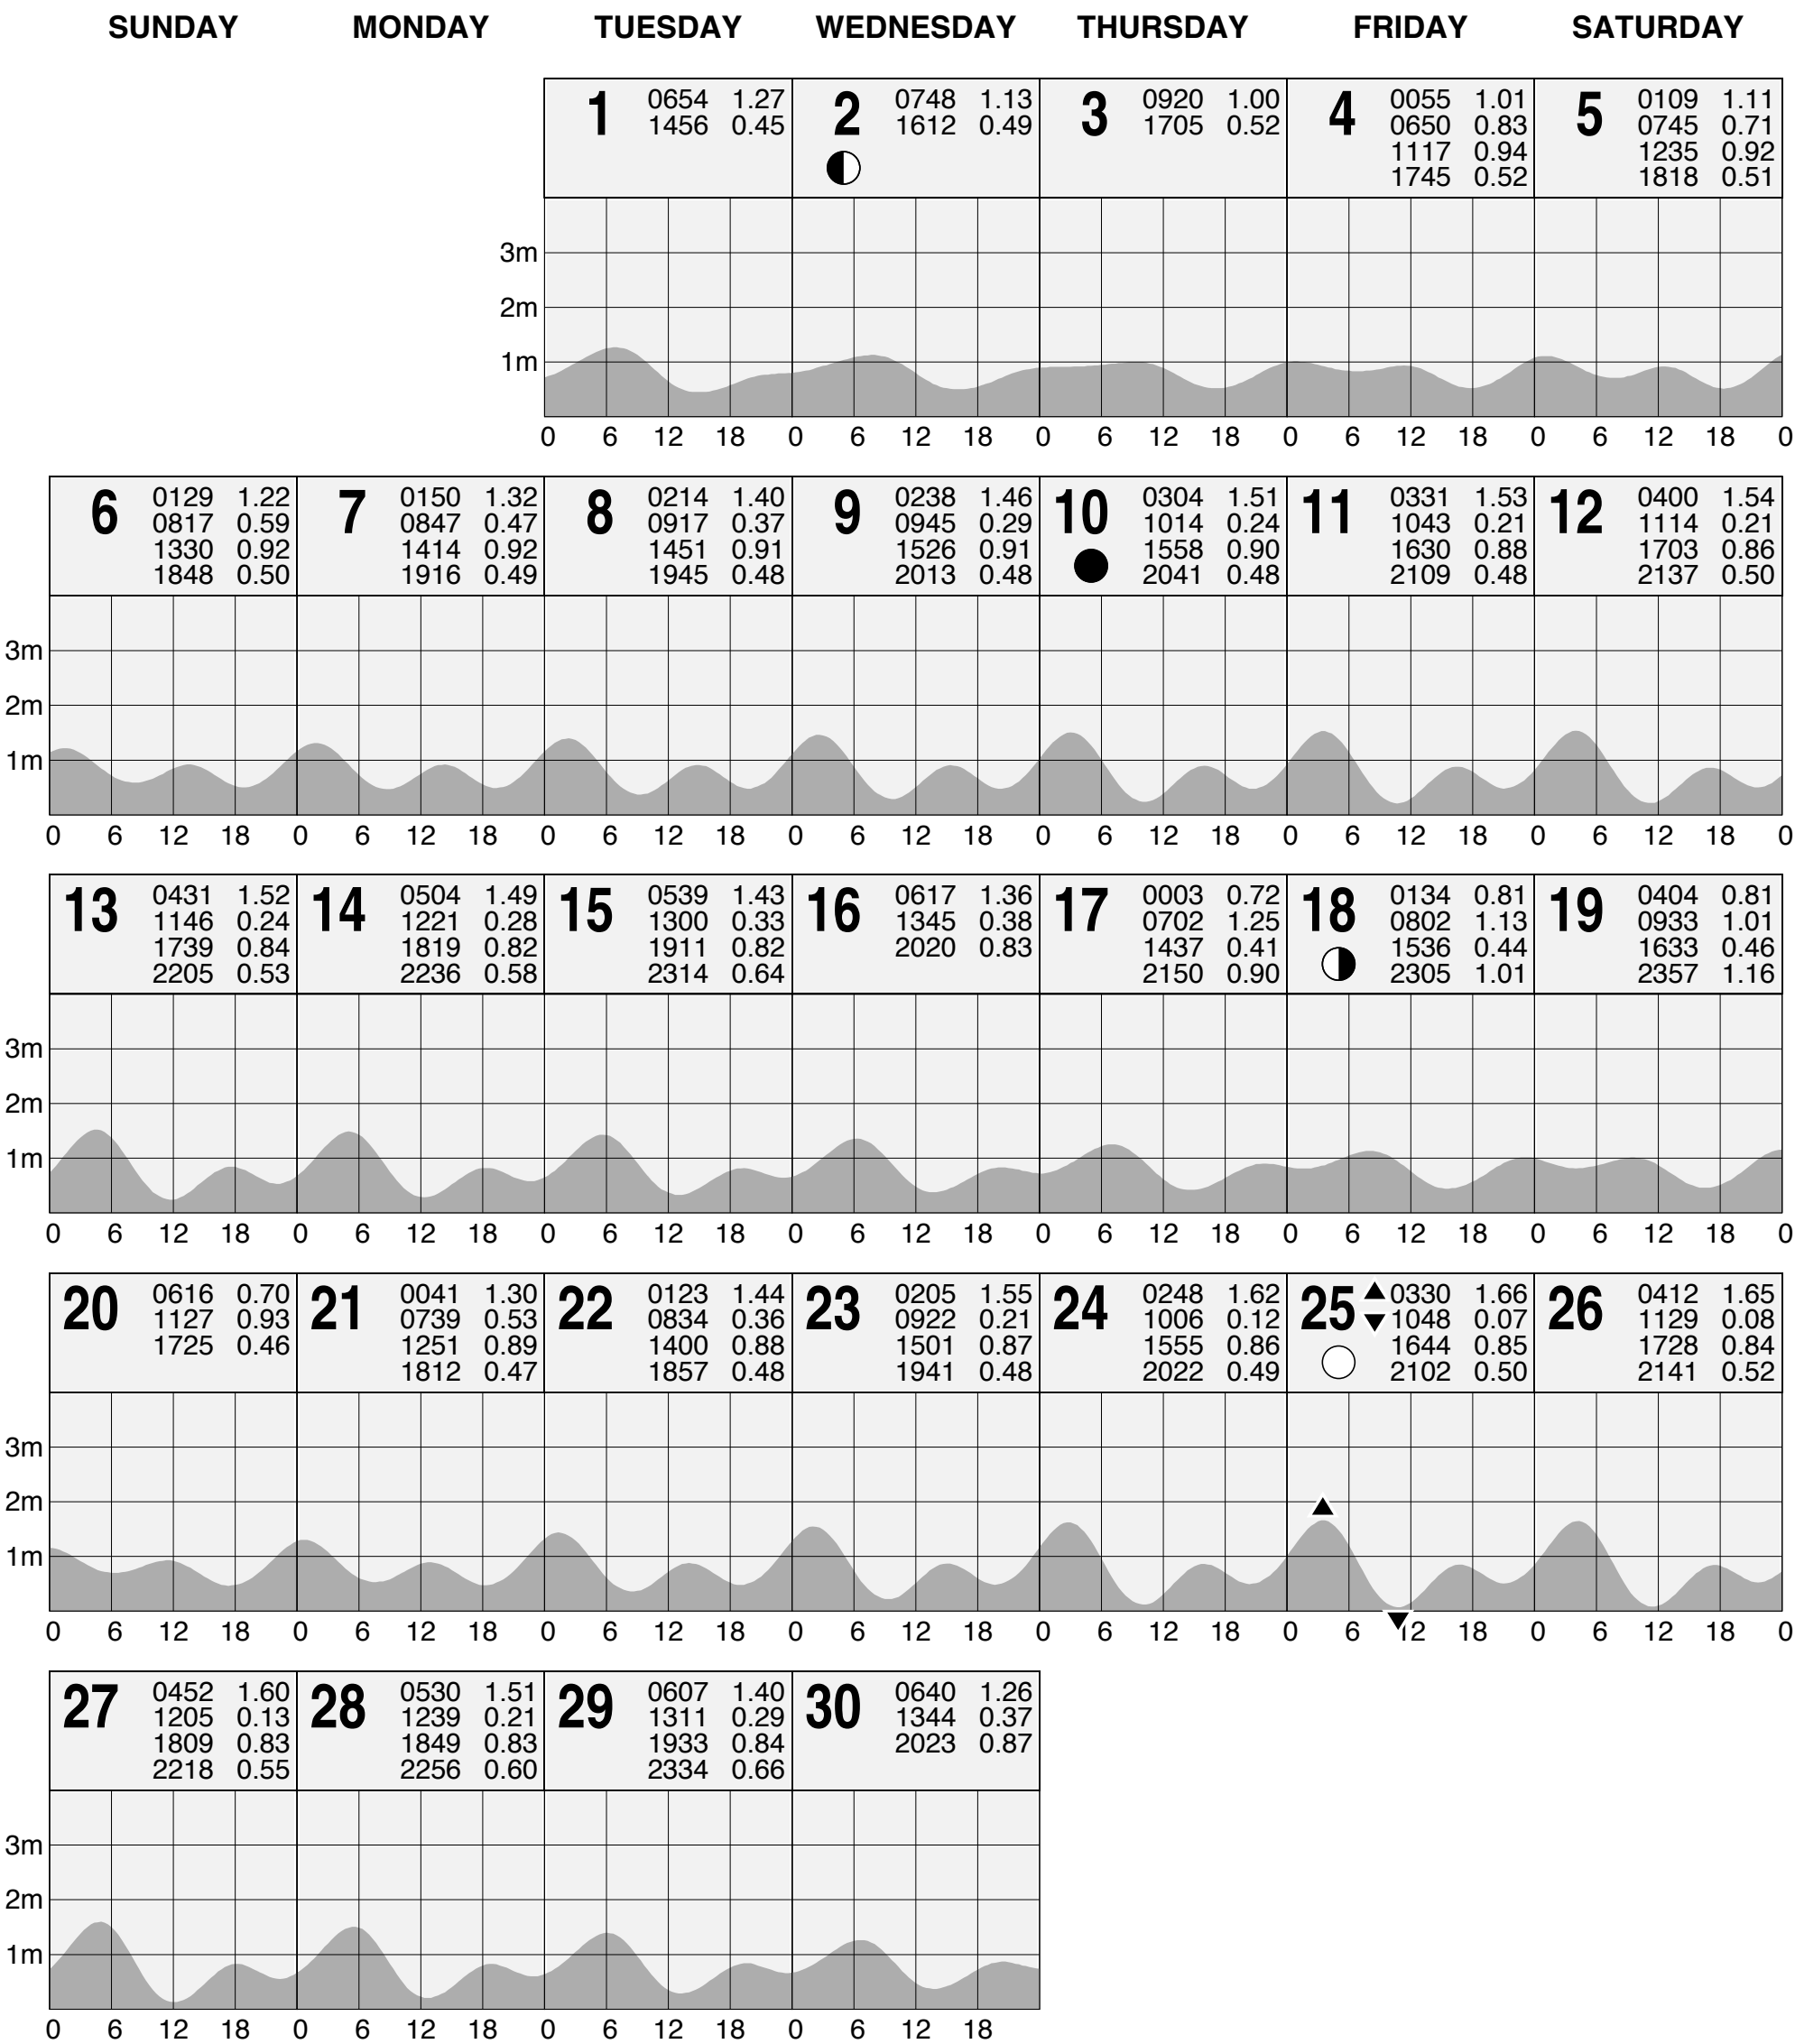 SUNDAY MONDAY TUESDAY WEDNESDAY THURSDAY FRIDAY SATURDAY
1 0654 1.27
1456 0.45
2 0748 1.13
1612 0.49
3 0920 1.00
1705 0.52
4 0055 1.01
0650 0.83
1117 0.94
1745 0.52
5 0109 1.11
0745 0.71
1235 0.92
1818 0.51
3m
2m
1m
0 6 12 18 0 6 12 18 0 6 12 18 0 6 12 18 0 6 12 18 0
6 0129 1.22
0817 0.59
1330 0.92
1848 0.50
7 0150 1.32
0847 0.47
1414 0.92
1916 0.49
8 0214 1.40
0917 0.37
1451 0.91
1945 0.48
9 0238 1.46
0945 0.29
1526 0.91
2013 0.48
10 0304 1.51
1014 0.24
1558 0.90
2041 0.48
11 0331 1.53
1043 0.21
1630 0.88
2109 0.48
12 0400 1.54
1114 0.21
1703 0.86
2137 0.50
3m
2m
1m
0 6 12 18 0 6 12 18 0 6 12 18 0 6 12 18 0 6 12 18 0 6 12 18 0 6 12 18 0
13 0431 1.52
1146 0.24
1739 0.84
2205 0.53
14 0504 1.49
1221 0.28
1819 0.82
2236 0.58
15 0539 1.43
1300 0.33
1911 0.82
2314 0.64
16 0617 1.36
1345 0.38
2020 0.83
17 0003 0.72
0702 1.25
1437 0.41
2150 0.90
18 0134 0.81
0802 1.13
1536 0.44
2305 1.01
19 0404 0.81
0933 1.01
1633 0.46
2357 1.16
3m
2m
1m
0 6 12 18 0 6 12 18 0 6 12 18 0 6 12 18 0 6 12 18 0 6 12 18 0 6 12 18 0
20 0616 0.70
1127 0.93
1725 0.46
21 0041 1.30
0739 0.53
1251 0.89
1812 0.47
22 0123 1.44
0834 0.36
1400 0.88
1857 0.48
23 0205 1.55
0922 0.21
1501 0.87
1941 0.48
24 0248 1.62
1006 0.12
1555 0.86
2022 0.49
25 0330 1.66
1048 0.07
1644 0.85
2102 0.50
26 0412 1.65
1129 0.08
1728 0.84
2141 0.52
3m
2m
1m
0 6 12 18 0 6 12 18 0 6 12 18 0 6 12 18 0 6 12 18 0 6 12 18 0 6 12 18 0
27 0452 1.60
1205 0.13
1809 0.83
2218 0.55
28 0530 1.51
1239 0.21
1849 0.83
2256 0.60
29 0607 1.40
1311 0.29
1933 0.84
2334 0.66
30 0640 1.26
1344 0.37
2023 0.87
3m
2m
1m
0 6 12 18 0 6 12 18 0 6 12 18 0 6 12 18